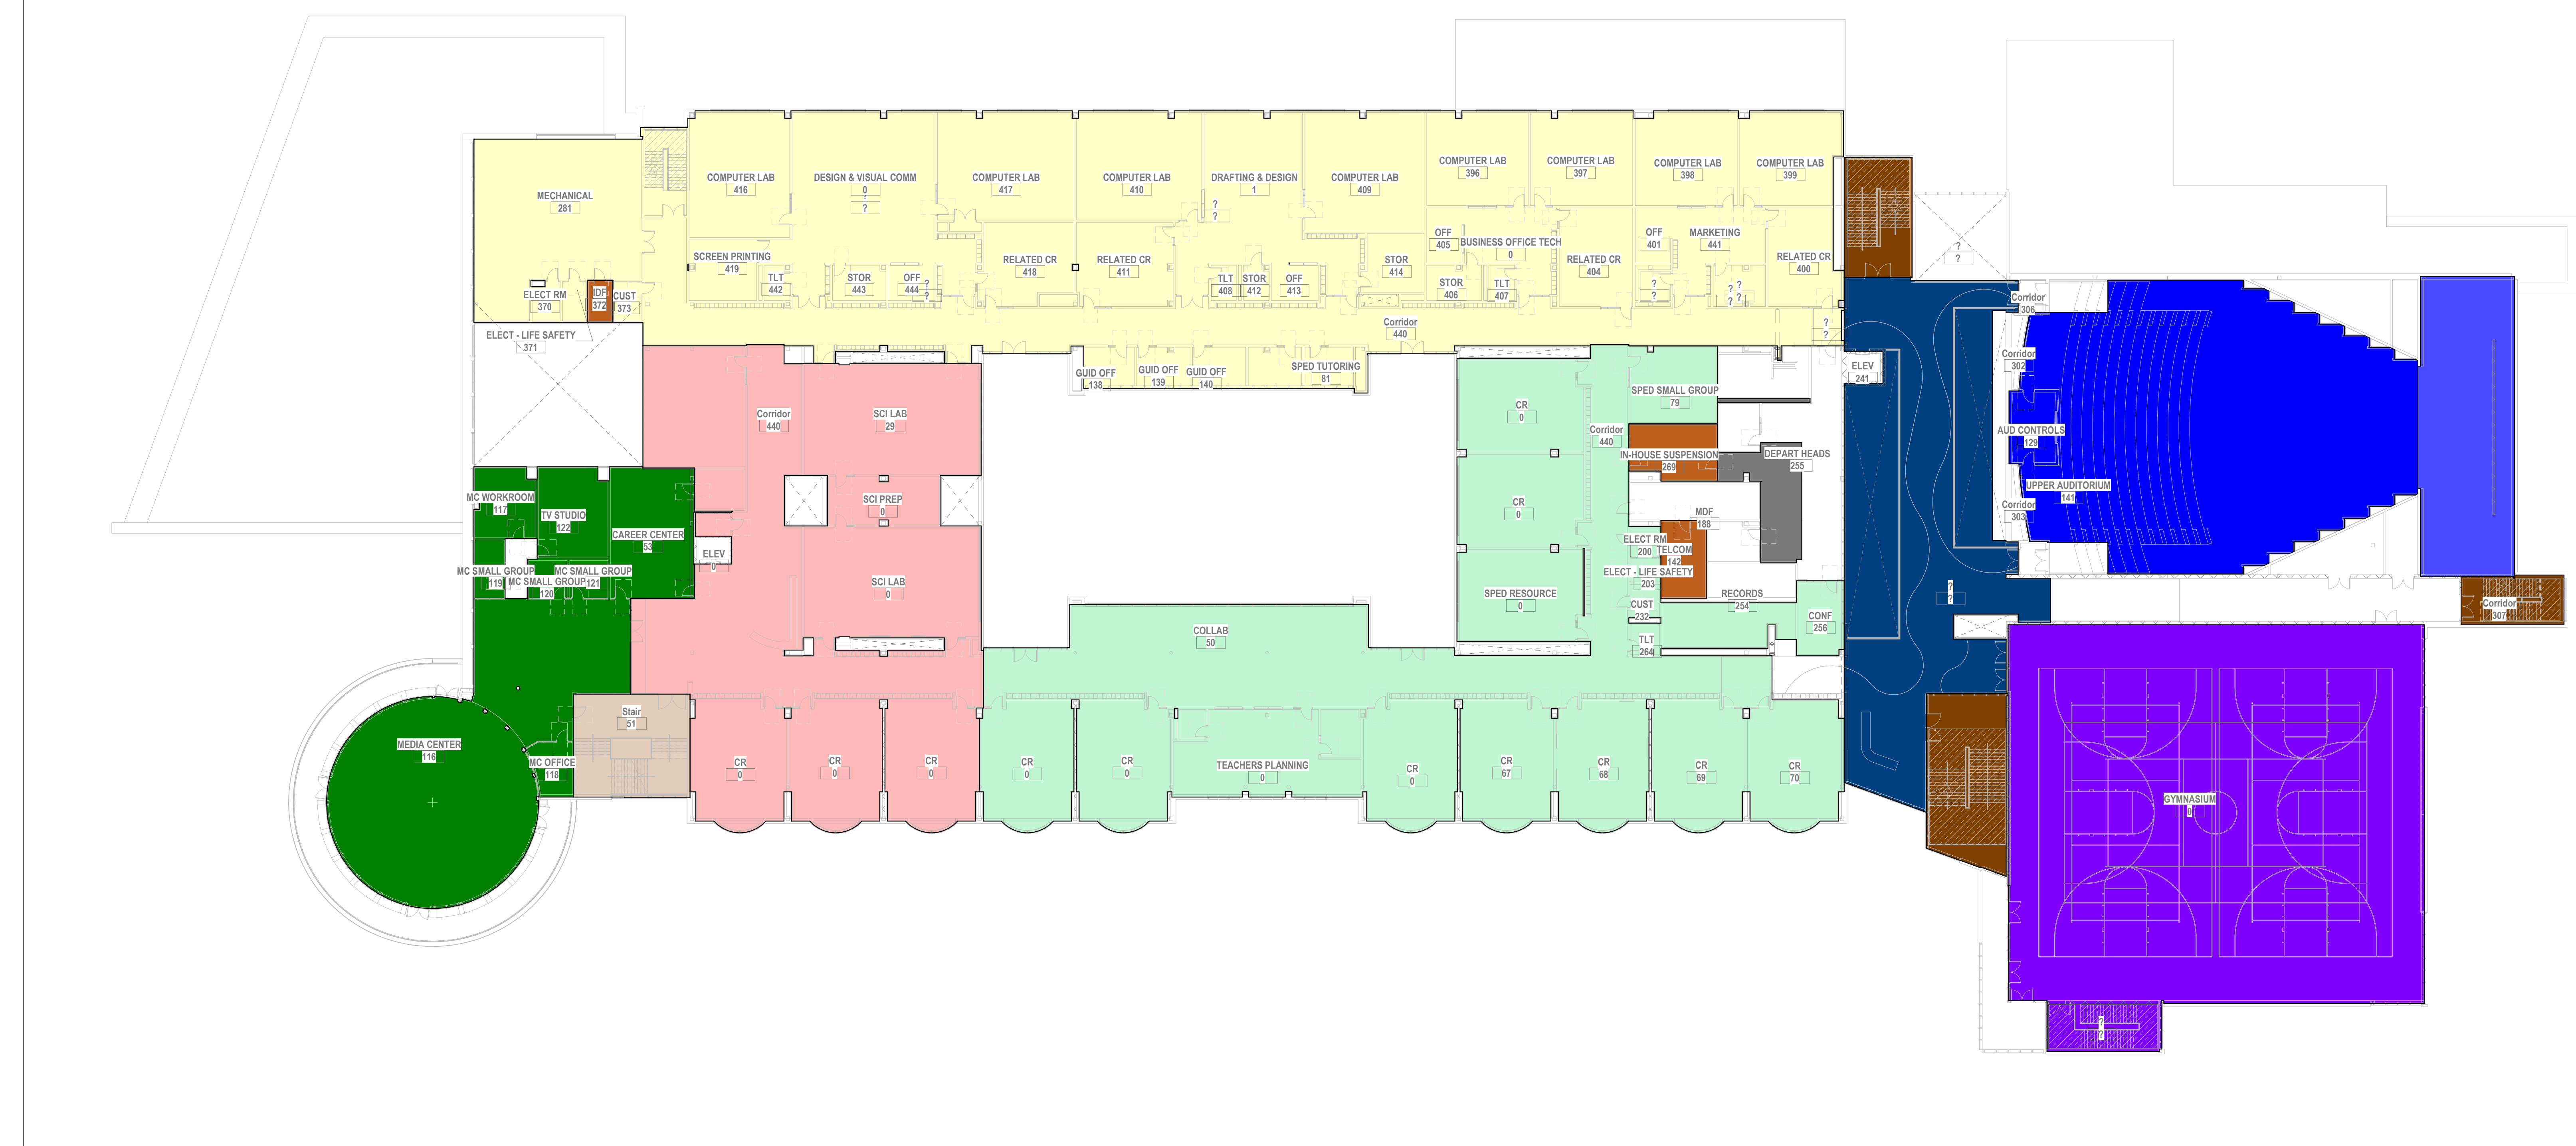 COMPUTER LAB
416
DESIGN & VISUAL COMM
0
?
?
COMPUTER LAB
417
COMPUTER LAB
410
DRAFTING & DESIGN
1
?
?
COMPUTER LAB
409
COMPUTER LAB
396
COMPUTER LAB
397
COMPUTER LAB
398
COMPUTER LAB
399
MECHANICAL
281
SCREEN PRINTING
419
TLT
442
STOR
443
OFF
444
?
?
RELATED CR
418
RELATED CR
411
TLT
408
STOR
412
OFF
413
STOR
414
OFF
405
BUSINESS OFFICE TECH
0
STOR
406
TLT
407
RELATED CR
404
OFF
401
MARKETING
441
?
?
?
?
RELATED CR
400
?
?
ELECT RM
370
IDF
372
CUST
373
ELECT - LIFE SAFETY
371
Corridor
440
?
?
GUID OFF
138
GUID OFF
139
GUID OFF
140
SPED TUTORING
81
ELEV
241
Corridor
306
Corridor
302
AUD CONTROLS
129
UPPER AUDITORIUM
141
Corridor
303
Corridor
440
SCI LAB
29
SCI PREP
0
SCI LAB
0
ELEV
0
CR
0
CR
0
SPED RESOURCE
0
SPED SMALL GROUP
79
Corridor
440
IN-HOUSE SUSPENSION
269
DEPART HEADS
255
MDF
188
ELECT RM
200
TELCOM
142
ELECT - LIFE SAFETY
203
CUST
232
RECORDS
254
CONF
256
TLT
264
?
?
Corridor
307
MC WORKROOM
117
TV STUDIO
122
CAREER CENTER
53
MC SMALL GROUP
119
MC SMALL GROUP
120
MC SMALL GROUP
121
COLLAB
50
Stair
51
MEDIA CENTER
116
MC OFFICE
118
CR
0
CR
0
CR
0
CR
0
CR
0
TEACHERS PLANNING
0
CR
0
CR
67
CR
68
CR
69
CR
70
GYMNASIUM
0
?
?